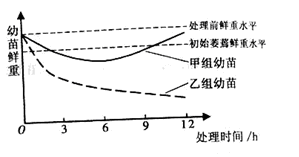 幼苗鲜重
处理前鲜重水平
初始萎蔫鲜重水平
甲组幼苗
乙组幼苗
0 3 6 9 12
处理时间/h